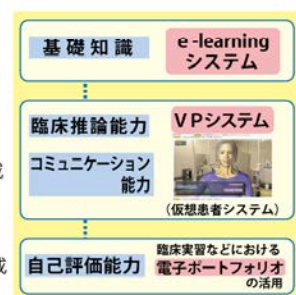 基礎知識
e-learning
システム
臨床推論能力
コミュニケーション
能力
VPシステム
(仮想患者システム)
自己評価能力
臨床実習などにおける
電子ポートフォリオ
の活用
成
成